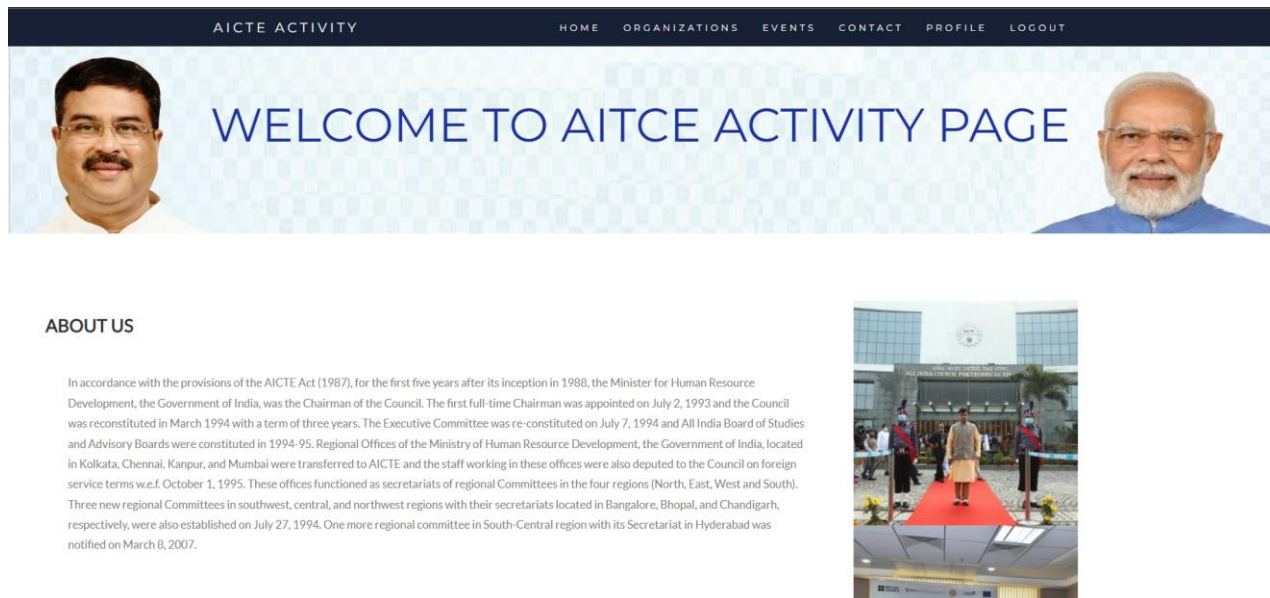 AICTE ACTIVITY
HOME ORGANIZATIONS EVENTS CONTACT PROFILE LOGOUT
WELCOME TO AITCE ACTIVITY PAGE
ABOUT US
In accordance with the provisions of the AICTE Act (1987), for the first five years after its inception in 1988, the Minister for Human Resource
Development, the Government of India, was the Chairman of the Council. The first full-time Chairman was appointed on July 2, 1993 and the Council
was reconstituted in March 1994 with a term of three years. The Executive Committee was re-constituted on July 7, 1994 and All India Board of Studies
and Advisory Boards were constituted in 1994-95. Regional Offices of the Ministry of Human Resource Development, the Government of India, located
in Kolkata, Chennai, Kanpur, and Mumbai were transferred to AICTE and the staff working in these offices were also deputed to the Council on foreign
service terms w.e.f. October 1, 1995. These offices functioned as secretariats of regional Committees in the four regions (North, East, West and South).
Three new regional Committees in southwest, central, and northwest regions with their secretariats located in Bangalore, Bhopal, and Chandigarh,
respectively, were also established on July 27, 1994. One more regional committee in South-Central region with its Secretariat in Hyderabad was
notified on March 8, 2007.
ALL INDIA COUNCIL FOR TECHNICAL